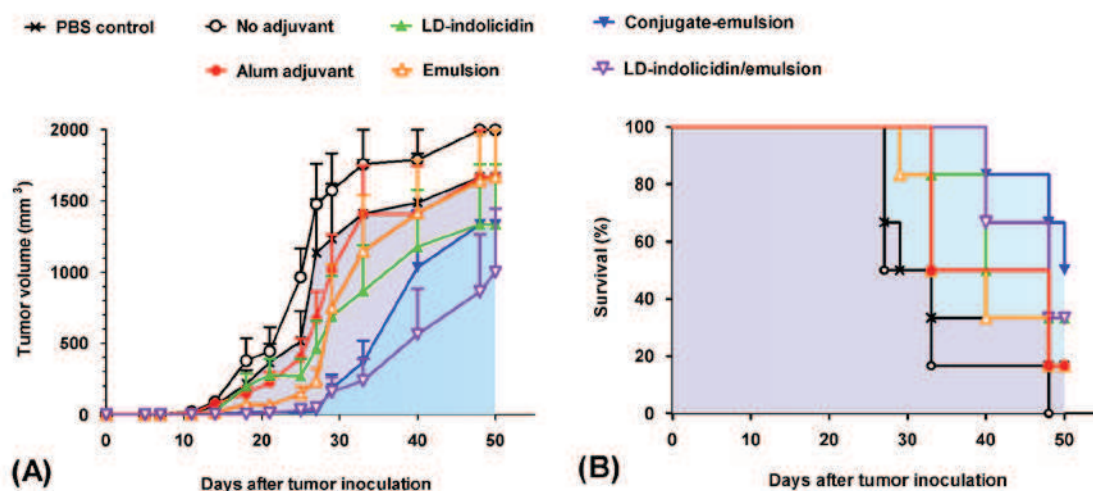 PBS control No adjuvant LD-indolicidin Conjugate-emulsion
Alum adjuvant Emulsion LD-indolicidin/emulsion
2000
1500
1000
500
0
Tumor volume (mm³)
0 10 20 30 40 50
Days after tumor inoculation
(A)
100
80
60
40
20
0
Survival (%)
0 10 20 30 40 50
Days after tumor inoculation
(B)